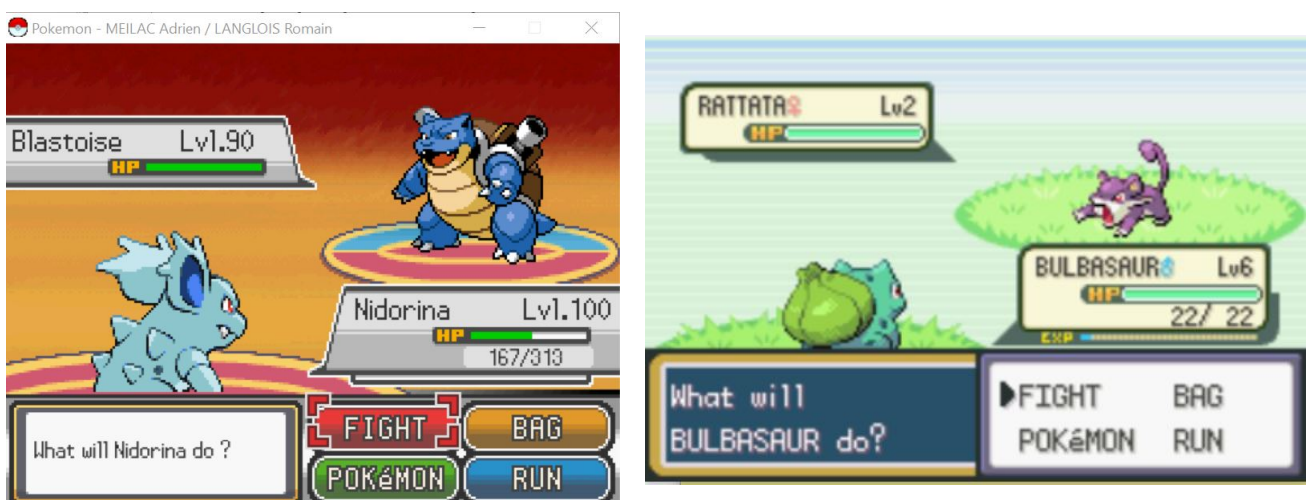 Pokemon - MEILAC Adrien / LANGLOIS Romain
Blastoise Lvl.90
HP
Nidorina Lvl.100
HP
167/313
What will Nidorina do ?
FIGHT BAG
POKéMON RUN
RATTATA♀ Lv2
HP
BULBASAUR♂ Lv6
HP
22/ 22
EXP
What will
BULBASAUR do?
▶FIGHT BAG
POKéMON RUN